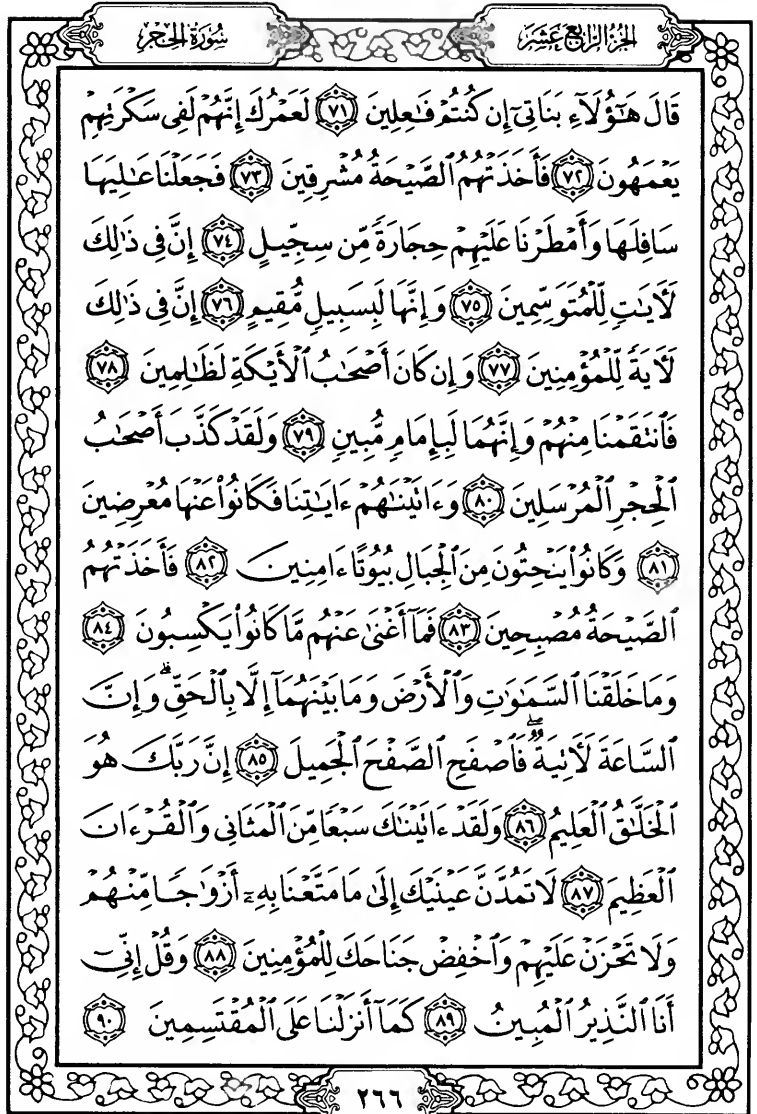 الجزء الرابع عشر
سورة الحجر
قَالَ هَٰٓؤُلَآءِ بَنَاتِىٓ إِن كُنتُمْ فَٰعِلِينَ ٧١ لَعَمْرُكَ إِنَّهُمْ لَفِى سَكْرَتِهِمْ
يَعْمَهُونَ ٧٢ فَأَخَذَتْهُمُ ٱلصَّيْحَةُ مُشْرِقِينَ ٧٣ فَجَعَلْنَا عَٰلِيَهَا
سَافِلَهَا وَأَمْطَرْنَا عَلَيْهِمْ حِجَارَةً مِّن سِجِّيلٍ ٧٤ إِنَّ فِى ذَٰلِكَ
لَءَايَٰتٍ لِّلْمُتَوَسِّمِينَ ٧٥ وَإِنَّهَا لَبِسَبِيلٍ مُّقِيمٍ ٧٦ إِنَّ فِى ذَٰلِكَ
لَءَايَةً لِّلْمُؤْمِنِينَ ٧٧ وَإِن كَانَ أَصْحَٰبُ ٱلْأَيْكَةِ لَظَٰلِمِينَ ٧٨
فَٱنتَقَمْنَا مِنْهُمْ وَإِنَّهُمَا لَبِإِمَامٍ مُّبِينٍ ٧٩ وَلَقَدْ كَذَّبَ أَصْحَٰبُ
ٱلْحِجْرِ ٱلْمُرْسَلِينَ ٨٠ وَءَاتَيْنَٰهُمْ ءَايَٰتِنَا فَكَانُوا۟ عَنْهَا مُعْرِضِينَ
٨١ وَكَانُوا۟ يَنْحِتُونَ مِنَ ٱلْجِبَالِ بُيُوتًا ءَامِنِينَ ٨٢ فَأَخَذَتْهُمُ
ٱلصَّيْحَةُ مُصْبِحِينَ ٨٣ فَمَآ أَغْنَىٰ عَنْهُم مَّا كَانُوا۟ يَكْسِبُونَ ٨٤
وَمَا خَلَقْنَا ٱلسَّمَٰوَٰتِ وَٱلْأَرْضَ وَمَا بَيْنَهُمَآ إِلَّا بِٱلْحَقِّ ۗ وَإِنَّ
ٱلسَّاعَةَ لَءَاتِيَةٌ ۖ فَٱصْفَحِ ٱلصَّفْحَ ٱلْجَمِيلَ ٨٥ إِنَّ رَبَّكَ هُوَ
ٱلْخَلَّٰقُ ٱلْعَلِيمُ ٨٦ وَلَقَدْ ءَاتَيْنَٰكَ سَبْعًا مِّنَ ٱلْمَثَانِى وَٱلْقُرْءَانَ
ٱلْعَظِيمَ ٨٧ لَا تَمُدَّنَّ عَيْنَيْكَ إِلَىٰ مَا مَتَّعْنَا بِهِۦٓ أَزْوَٰجًا مِّنْهُمْ
وَلَا تَحْزَنْ عَلَيْهِمْ وَٱخْفِضْ جَنَاحَكَ لِلْمُؤْمِنِينَ ٨٨ وَقُلْ إِنِّىٓ
أَنَا ٱلنَّذِيرُ ٱلْمُبِينُ ٨٩ كَمَآ أَنزَلْنَا عَلَى ٱلْمُقْتَسِمِينَ ٩٠
٢٦٦